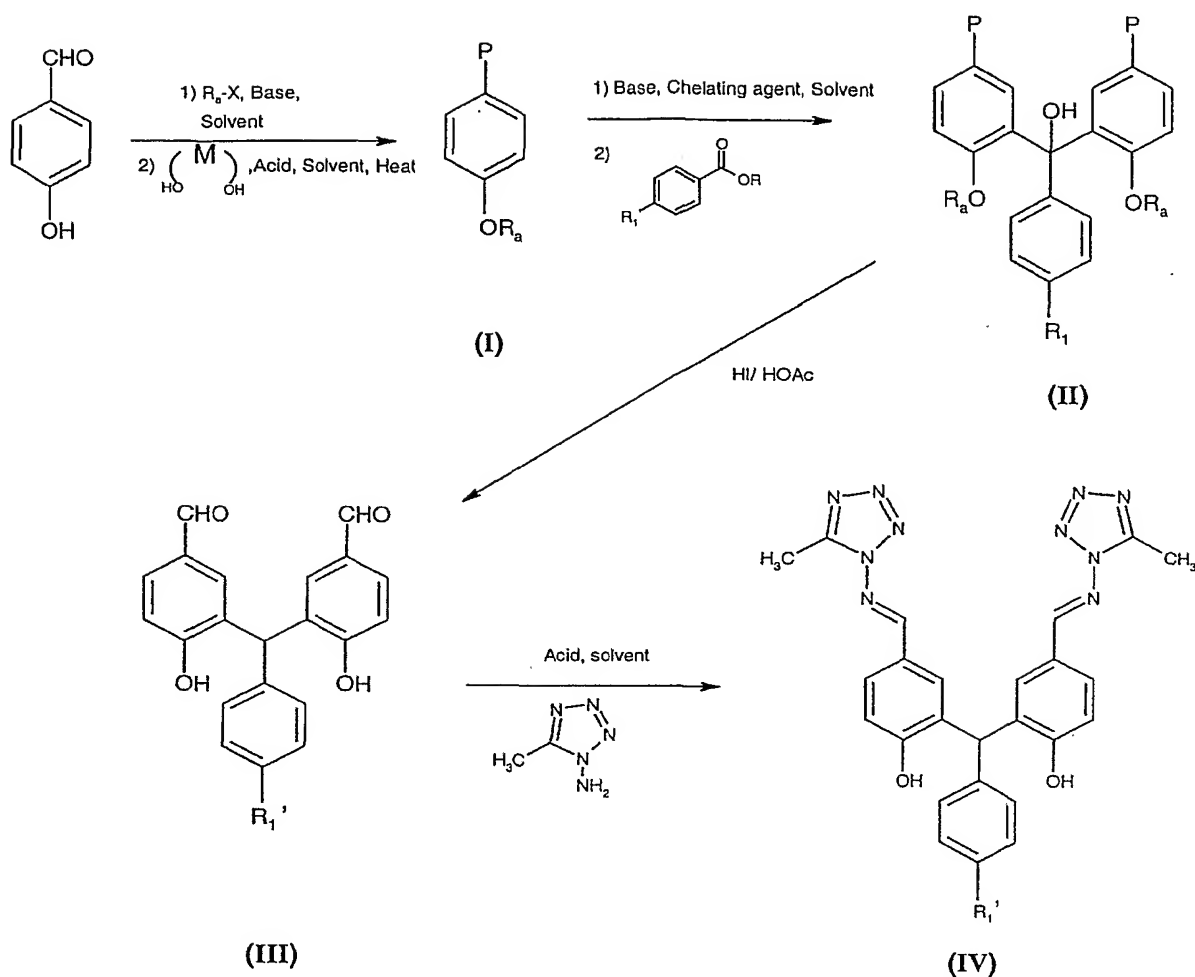 CHO
OH
1) Ra-X, Base,
Solvent
2) ( M ) ,Acid, Solvent, Heat
HO OH
P
ORa
(I)
1) Base, Chelating agent, Solvent
2)
O
OR
R1
P P
OH
RaO ORa
R1
(II)
HI/ HOAc
CHO CHO
OH OH
R1'
(III)
Acid, solvent
N N
N
N
H3C
NH2
N N N N
N N
H3C N N CH3
N N
OH OH
R1'
(IV)